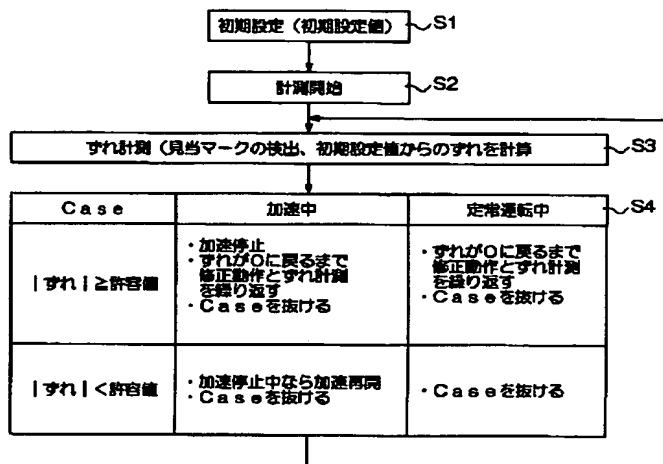 初期設定（初期設定値）
S1
計測開始
S2
ずれ計測（見当マークの検出、初期設定値からのずれを計算
S3
Case
加速中
定常運転中
S4
|ずれ|≧許容値
・加速停止
・ずれが0に戻るまで
修正動作とずれ計測
を繰り返す
・Caseを抜ける
・ずれが0に戻るまで
修正動作とずれ計測
を繰り返す
・Caseを抜ける
|ずれ|<許容値
・加速停止中なら加速再開
・Caseを抜ける
・Caseを抜ける